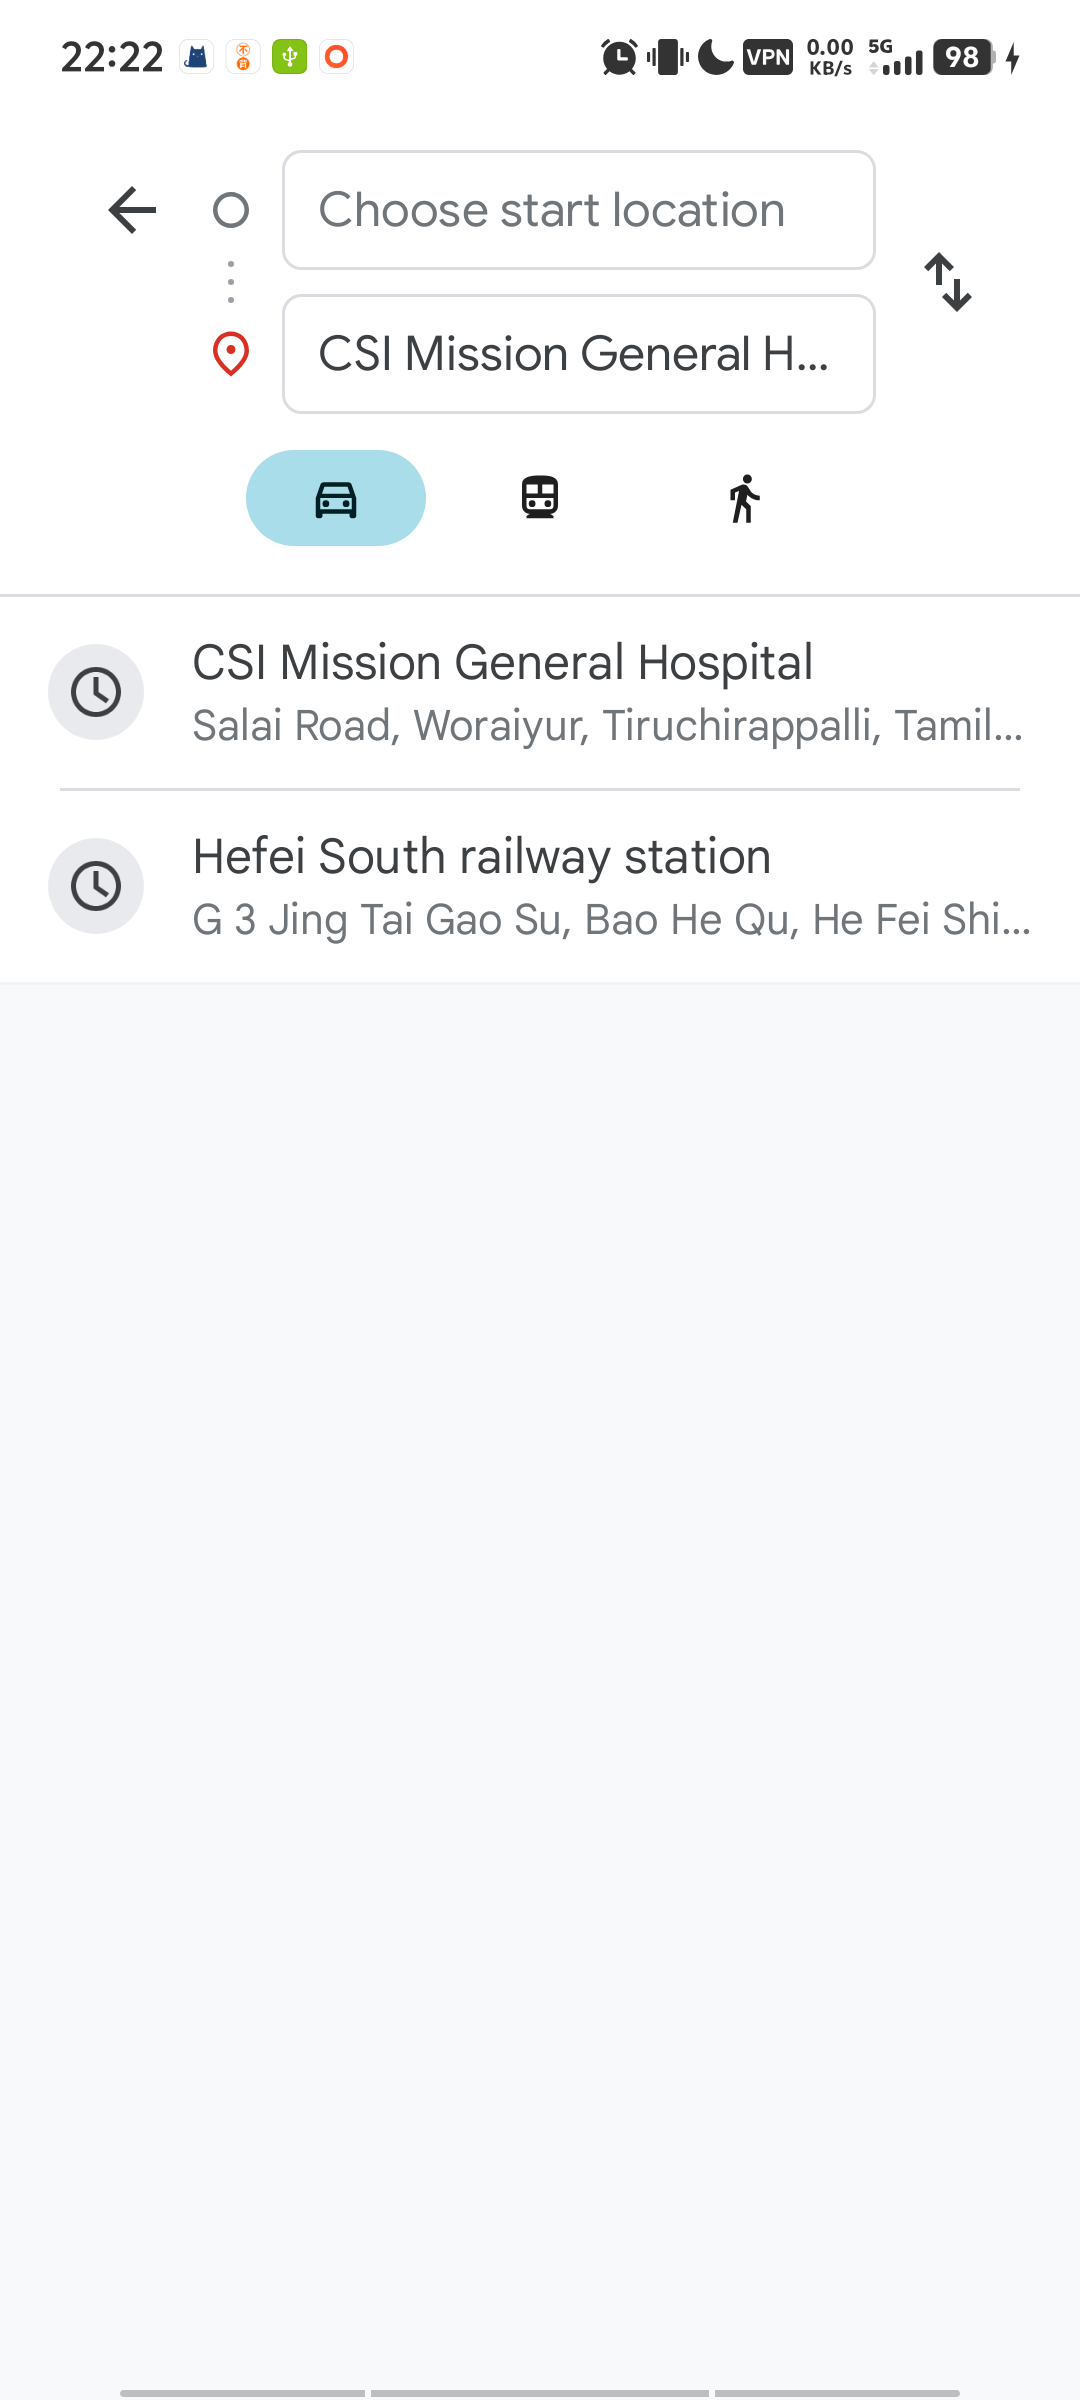 22:22
VPN
0.00
KB/s
5G
98
Choose start location
CSI Mission General H...
CSI Mission General Hospital
Salai Road, Woraiyur, Tiruchirappalli, Tamil...
Hefei South railway station
G 3 Jing Tai Gao Su, Bao He Qu, He Fei Shi...